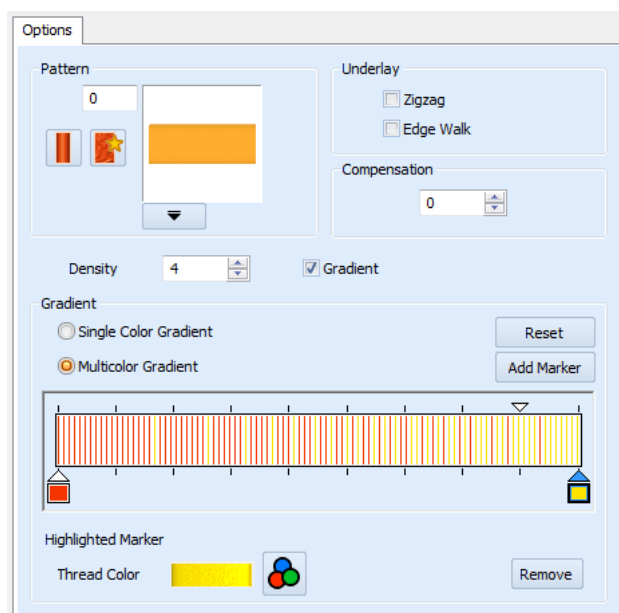 Options
Pattern
0
Underlay
Zigzag
Edge Walk
Compensation
0
Density 4 Gradient
Gradient
Single Color Gradient Reset
Multicolor Gradient Add Marker
Highlighted Marker
Thread Color Remove